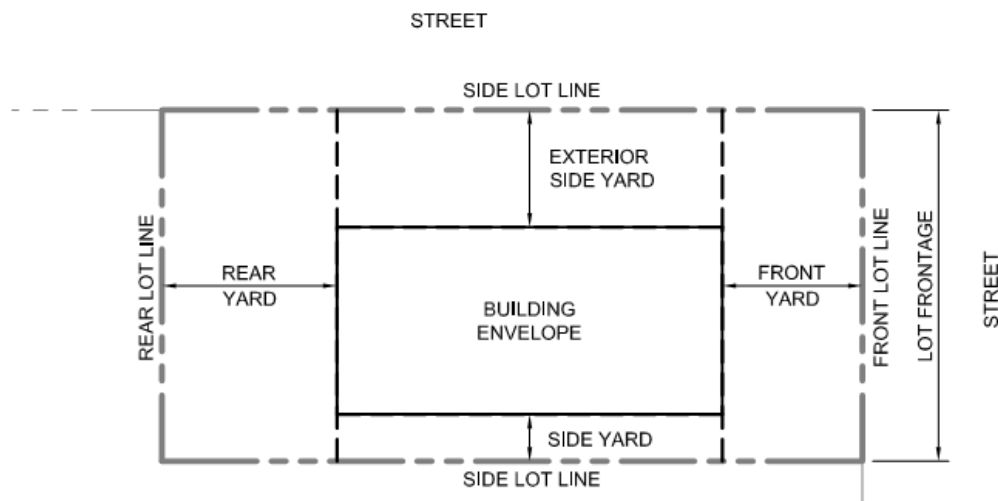 STREET
SIDE LOT LINE
EXTERIOR
SIDE YARD
REAR LOT LINE
REAR
YARD
BUILDING
ENVELOPE
FRONT
YARD
FRONT LOT LINE
LOT FRONTAGE
STREET
SIDE YARD
SIDE LOT LINE